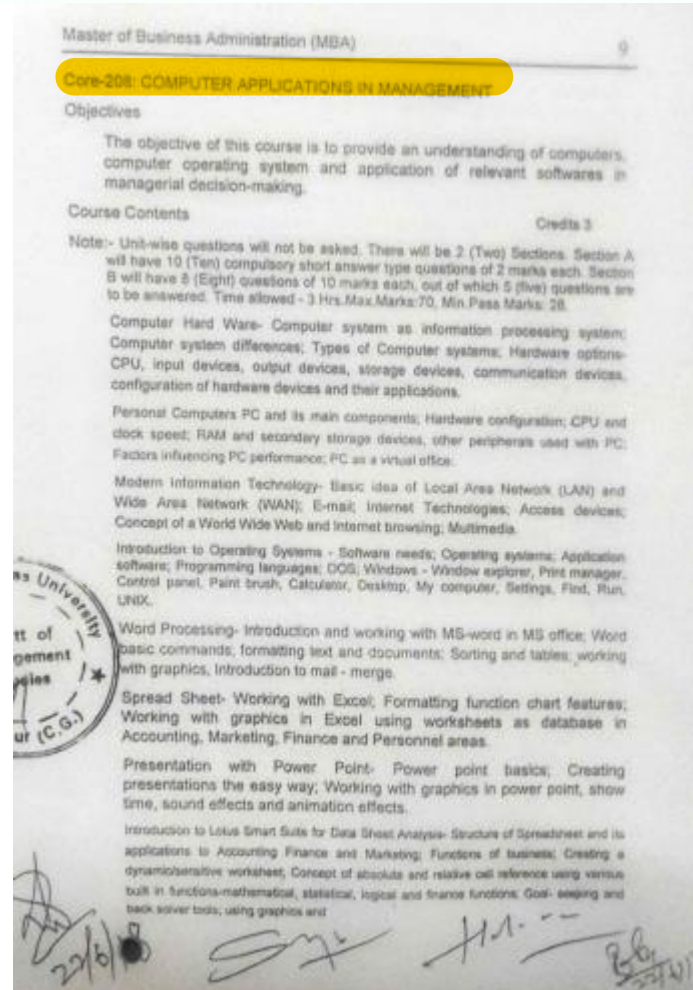 Master of Business Administration (MBA)
9
Core-208: COMPUTER APPLICATIONS IN MANAGEMENT
Objectives
The objective of this course is to provide an understanding of computers,
computer operating system and application of relevant softwares in
managerial decision-making.
Course Contents
Credits 3
Note:- Unit-wise questions will not be asked. There will be 2 (Two) Sections. Section A
will have 10 (Ten) compulsory short answer type questions of 2 marks each. Section
B will have 8 (Eight) questions of 10 marks each, out of which 5 (five) questions are
to be answered. Time allowed - 3 Hrs.Max.Marks:70, Min.Pass Marks: 28.
Computer Hard Ware- Computer system as information processing system;
Computer system differences; Types of Computer systems; Hardware options-
CPU, input devices, output devices, storage devices, communication devices,
configuration of hardware devices and their applications.
Personal Computers PC and its main components; Hardware configuration; CPU and
clock speed; RAM and secondary storage devices, other peripherals used with PC;
Factors influencing PC performance; PC as a virtual office.
Modern Information Technology- Basic idea of Local Area Network (LAN) and
Wide Area Network (WAN); E-mail; Internet Technologies; Access devices;
Concept of a World Wide Web and Internet browsing; Multimedia.
Introduction to Operating Systems - Software needs; Operating systems; Application
software; Programming languages; DOS; Windows - Window explorer, Print manager,
Control panel, Paint brush, Calculator, Desktop, My computer, Settings, Find, Run,
UNIX.
Word Processing- Introduction and working with MS-word in MS office; Word
basic commands; formatting text and documents; Sorting and tables; working
with graphics, Introduction to mail - merge.
Spread Sheet- Working with Excel; Formatting function chart features;
Working with graphics in Excel using worksheets as database in
Accounting, Marketing, Finance and Personnel areas.
Presentation with Power Point- Power point basics; Creating
presentations the easy way; Working with graphics in power point, show
time, sound effects and animation effects.
Introduction to Lotus Smart Suite for Data Sheet Analysis- Structure of Spreadsheet and its
applications to Accounting Finance and Marketing; Functions of business; Creating a
dynamic/sensitive worksheet; Concept of absolute and relative cell reference using various
built in functions-mathematical, statistical, logical and finance functions; Goal- seeking and
back solver tools; using graphics and
ss University
tt of
gement
ur (C.G.)